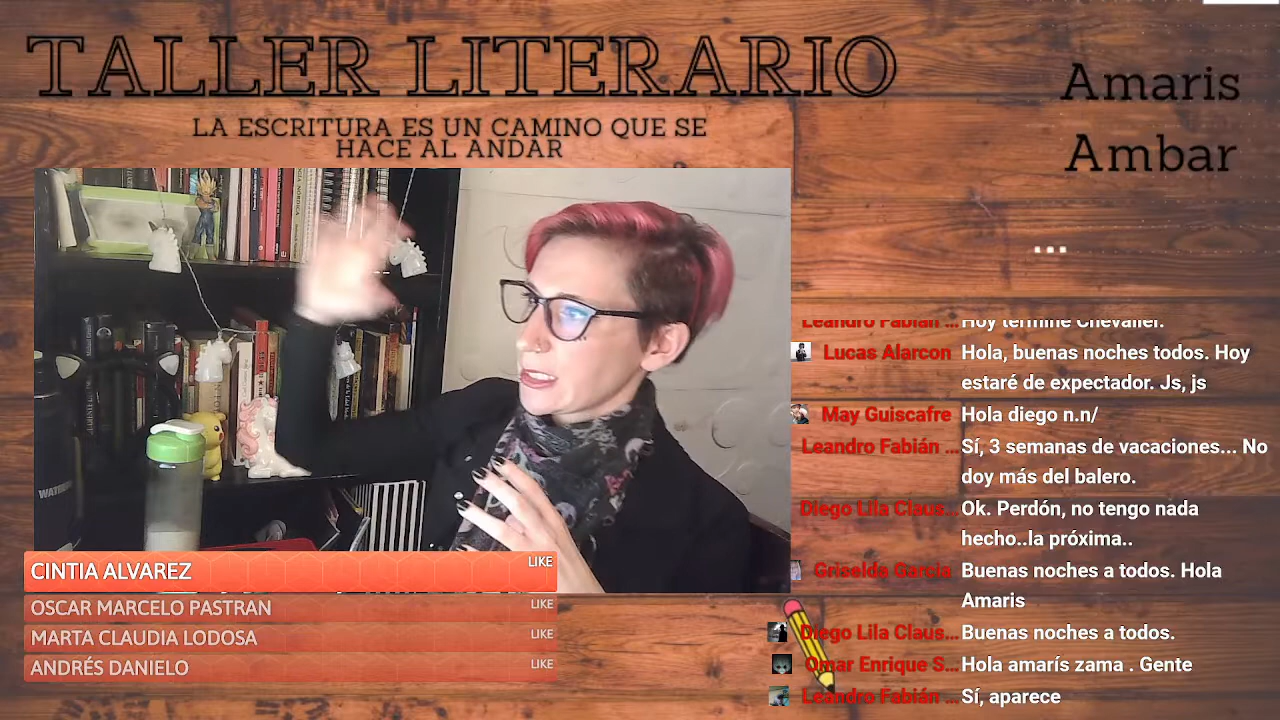 TALLER LITERARIO
LA ESCRITURA ES UN CAMINO QUE SE
HACE AL ANDAR
Amaris
Ambar
...
Leandro Fabián ... Hoy terminé Chevalier.
Lucas Alarcon Hola, buenas noches todos. Hoy
estaré de expectador. Js, js
May Guiscafre Hola diego n.n/
Leandro Fabián ... Sí, 3 semanas de vacaciones... No
doy más del balero.
Diego Lila Claus... Ok. Perdón, no tengo nada
hecho..la próxima..
Griselda Garcia Buenas noches a todos. Hola
Amaris
Diego Lila Claus... Buenas noches a todos.
Omar Enrique S... Hola amarís zama . Gente
Leandro Fabián ... Sí, aparece
CINTIA ALVAREZ LIKE
OSCAR MARCELO PASTRAN LIKE
MARTA CLAUDIA LODOSA LIKE
ANDRÉS DANIELO LIKE